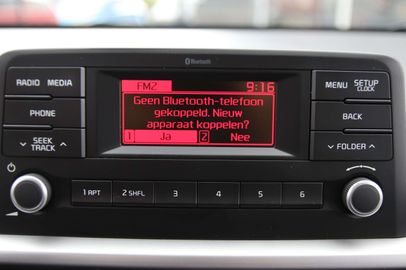 Bluetooth
RADIO MEDIA
FM2 9:16
MENU SETUP
CLOCK
Geen Bluetooth-telefoon
gekoppeld. Nieuw
apparaat koppelen?
1 Ja 2 Nee
PHONE
BACK
SEEK
TRACK
FOLDER
1 RPT 2 SHFL 3 4 5 6